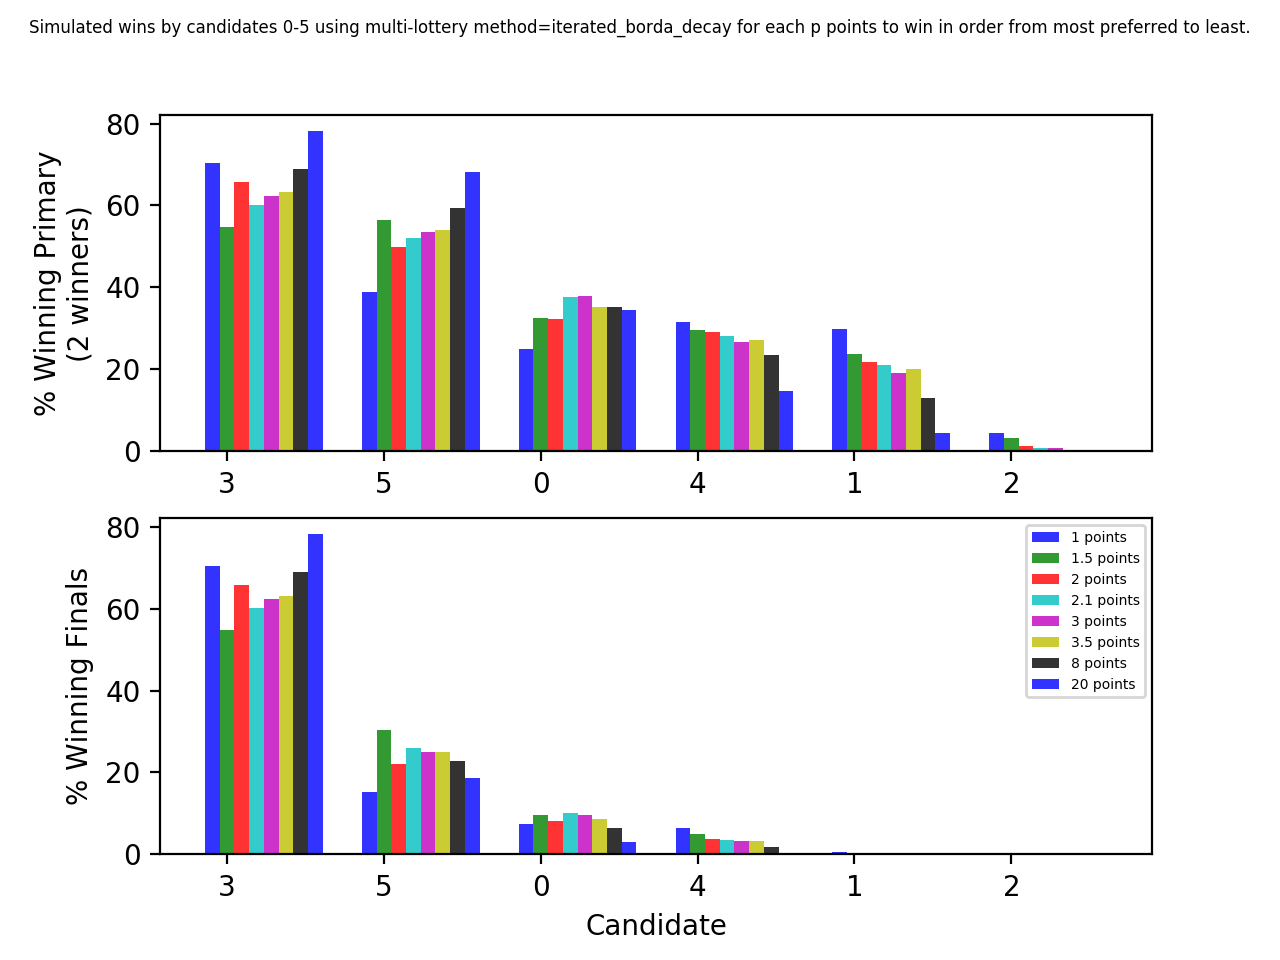 Simulated wins by candidates 0-5 using multi-lottery method=iterated_borda_decay for each p points to win in order from most preferred to least.
% Winning Primary
(2 winners)
80
60
40
20
0
3 5 0 4 1 2
% Winning Finals
80
60
40
20
0
1 points
1.5 points
2 points
2.1 points
3 points
3.5 points
8 points
20 points
3 5 0 4 1 2
Candidate